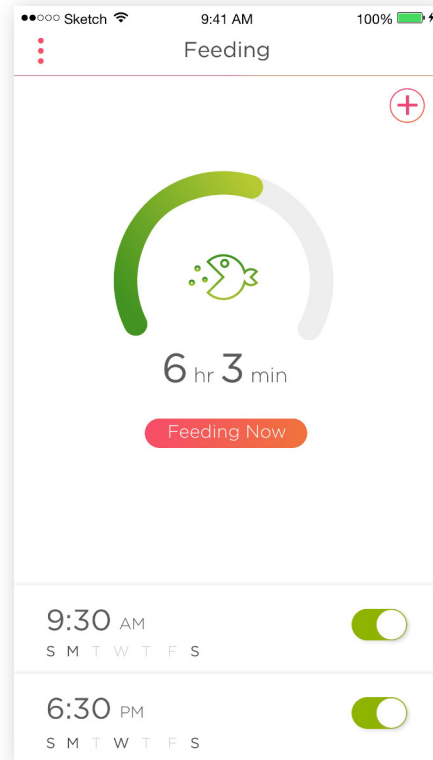 Sketch 9:41 AM 100%
Feeding
6 hr 3 min
Feeding Now
9:30 AM
S M T W T F S
6:30 PM
S M T W T F S